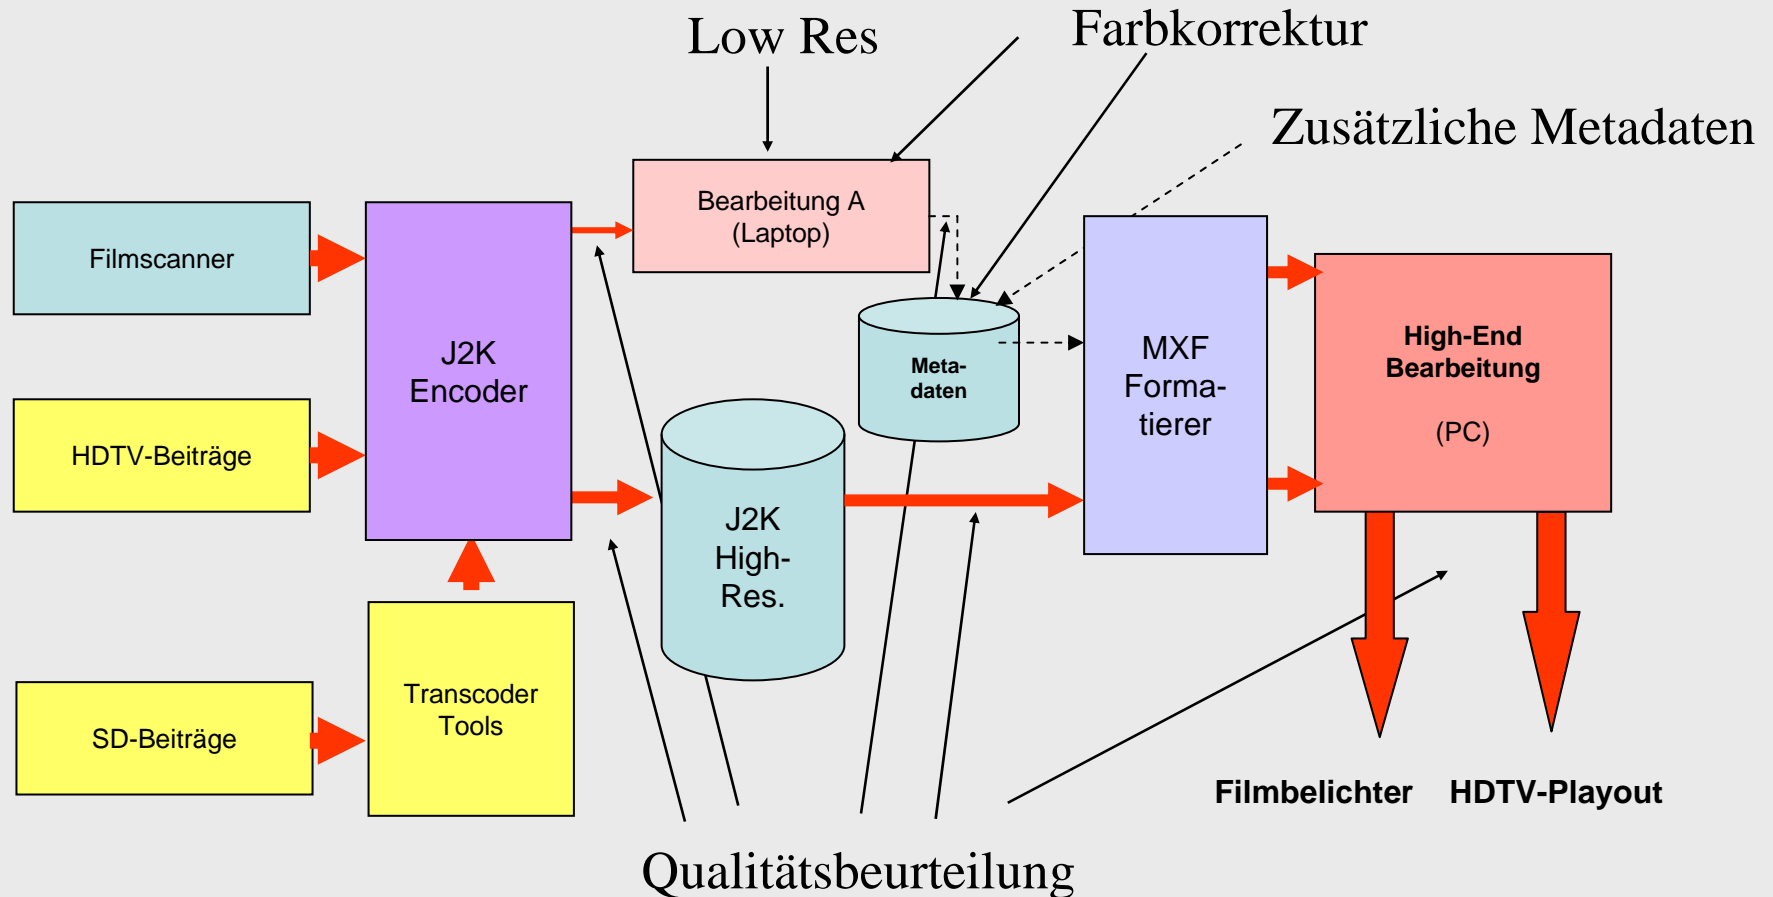 Low Res
Farbkorrektur
Zusätzliche Metadaten
Bearbeitung A
(Laptop)
Filmscanner
J2K
Encoder
HDTV-Beiträge
SD-Beiträge
Transcoder
Tools
J2K
High-
Res.
Meta-
daten
MXF
Forma-
tierer
High-End
Bearbeitung
(PC)
Filmbelichter
HDTV-Playout
Qualitätsbeurteilung